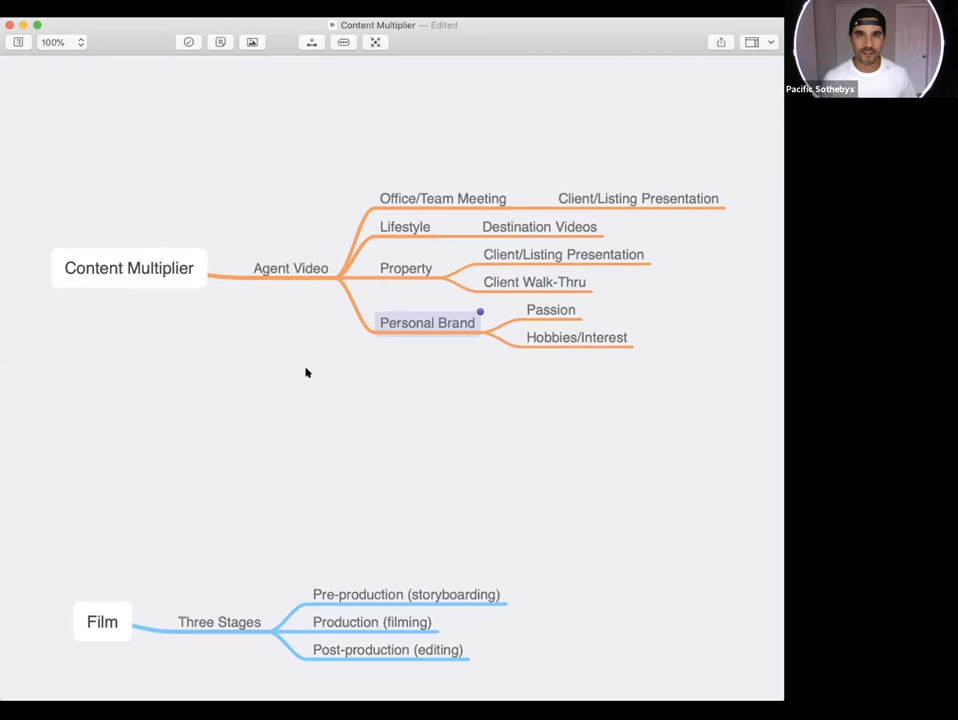 Content Multiplier — Edited
100%
Pacific Sothebys
Office/Team Meeting
Client/Listing Presentation
Lifestyle
Destination Videos
Content Multiplier
Agent Video
Property
Client/Listing Presentation
Client Walk-Thru
Personal Brand
Passion
Hobbies/Interest
Film
Three Stages
Pre-production (storyboarding)
Production (filming)
Post-production (editing)